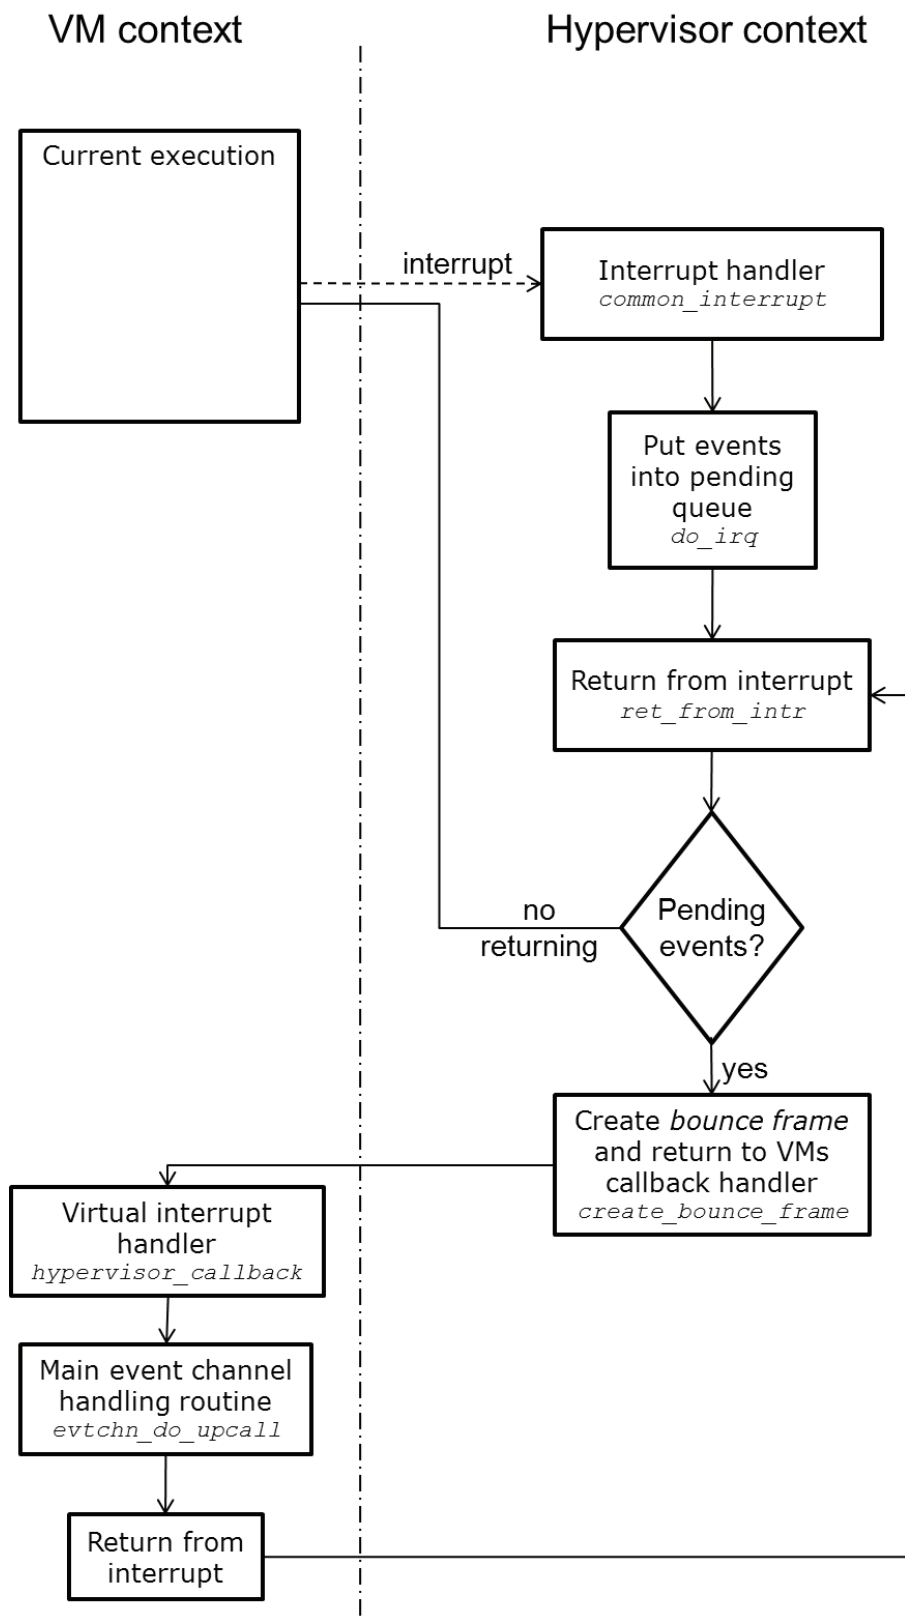 VM context
Hypervisor context
Current execution
interrupt
Interrupt handler
common_interrupt
Put events
into pending
queue
do_irq
Return from interrupt
ret_from_intr
Pending
events?
no
returning
yes
Create bounce frame
and return to VMs
callback handler
create_bounce_frame
Virtual interrupt
handler
hypervisor_callback
Main event channel
handling routine
evtchn_do_upcall
Return from
interrupt